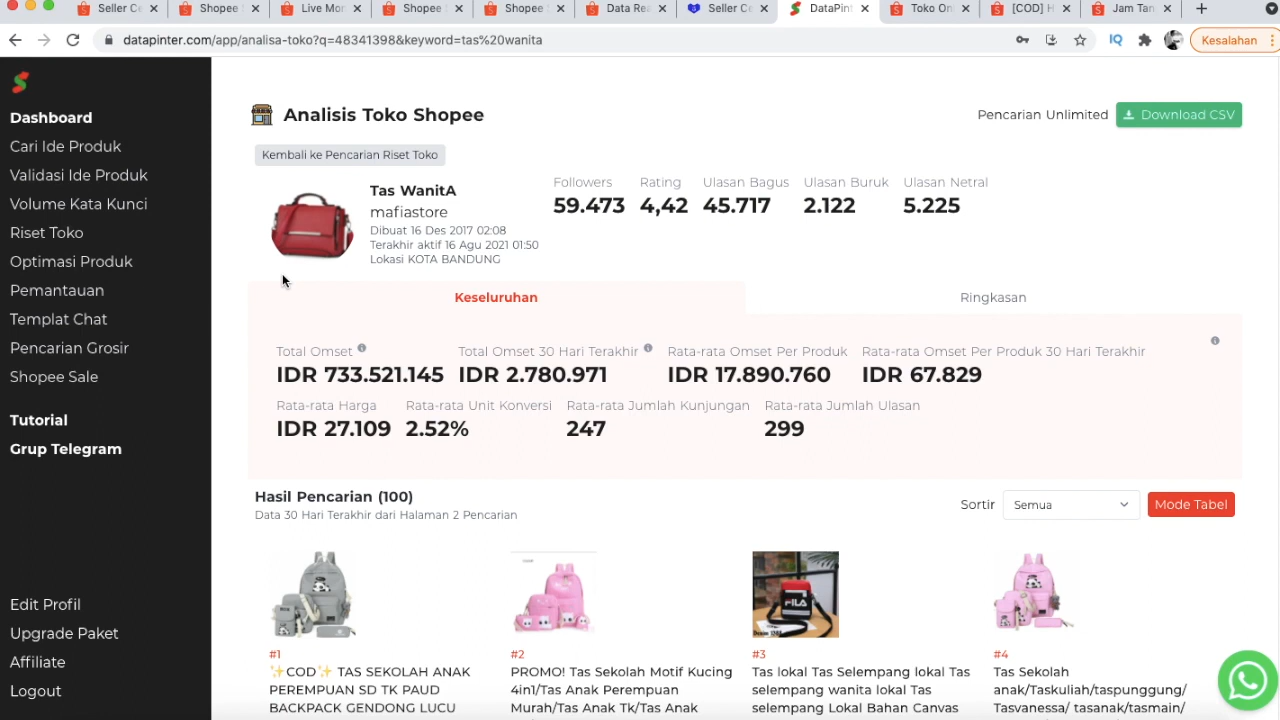 Seller Ce
Shopee
Live Mon
Shopee
Shopee
Data Rea
Seller Ce
DataPint
Toko On
[COD] H
Jam Tan
datapinter.com/app/analisa-toko?q=48341398&keyword=tas%20wanita
IQ
Kesalahan
Dashboard
Cari Ide Produk
Validasi Ide Produk
Volume Kata Kunci
Riset Toko
Optimasi Produk
Pemantauan
Templat Chat
Pencarian Grosir
Shopee Sale
Tutorial
Grup Telegram
Edit Profil
Upgrade Paket
Affiliate
Logout
Analisis Toko Shopee
Pencarian Unlimited
Download CSV
Kembali ke Pencarian Riset Toko
Tas WanitA
mafiastore
Dibuat 16 Des 2017 02:08
Terakhir aktif 16 Agu 2021 01:50
Lokasi KOTA BANDUNG
Followers Rating Ulasan Bagus Ulasan Buruk Ulasan Netral
59.473 4,42 45.717 2.122 5.225
Keseluruhan
Ringkasan
Total Omset Total Omset 30 Hari Terakhir Rata-rata Omset Per Produk Rata-rata Omset Per Produk 30 Hari Terakhir
IDR 733.521.145 IDR 2.780.971 IDR 17.890.760 IDR 67.829
Rata-rata Harga Rata-rata Unit Konversi Rata-rata Jumlah Kunjungan Rata-rata Jumlah Ulasan
IDR 27.109 2.52% 247 299
Hasil Pencarian (100)
Data 30 Hari Terakhir dari Halaman 2 Pencarian
Sortir
Semua
Mode Tabel
#1
✨COD✨ TAS SEKOLAH ANAK
PEREMPUAN SD TK PAUD
BACKPACK GENDONG LUCU
#2
PROMO! Tas Sekolah Motif Kucing
4in1/Tas Anak Perempuan
Murah/Tas Anak Tk/Tas Anak
FILA
#3
Tas lokal Tas Selempang lokal Tas
selempang wanita lokal Tas
selempang Lokal Bahan Canvas
#4
Tas Sekolah
anak/Taskuliah/taspunggung/
Tasvanessa/ tasanak/tasmain/